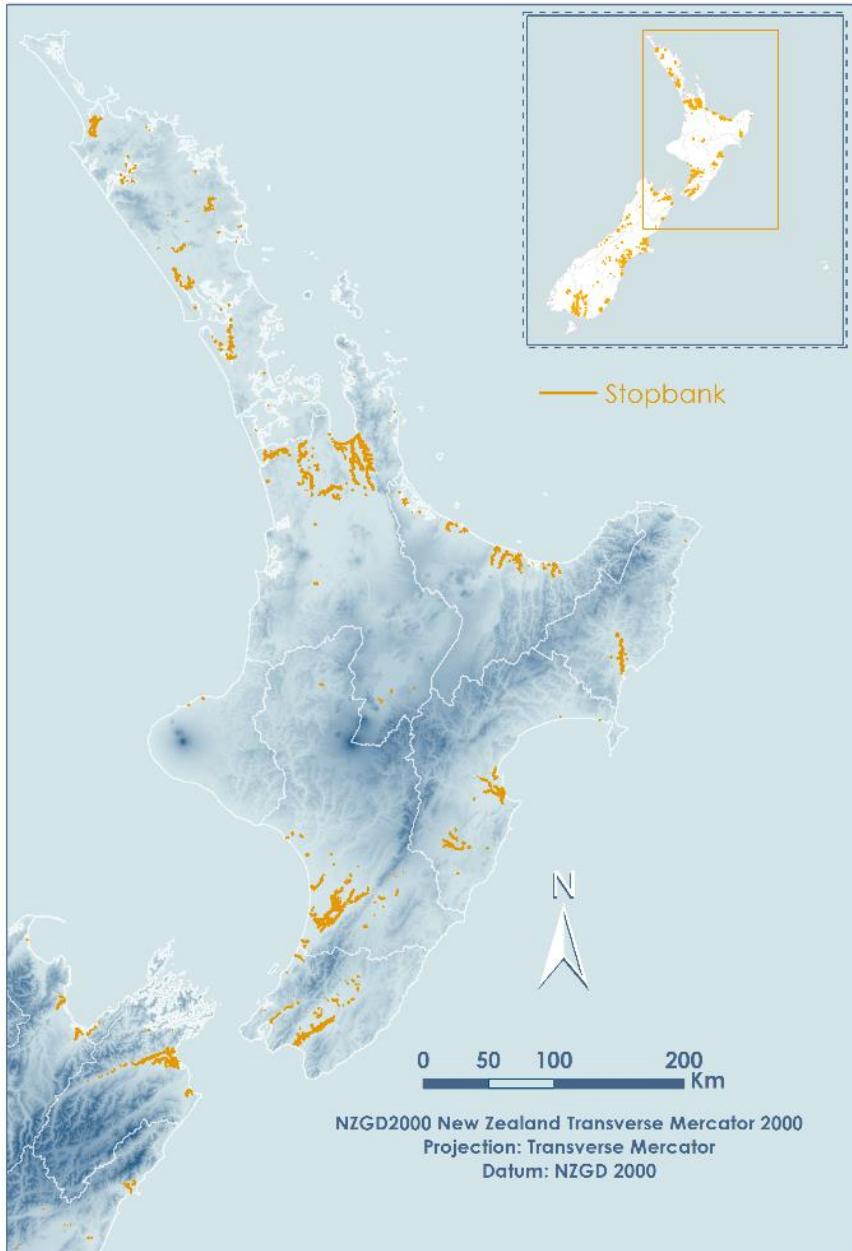 Stopbank
N
0 50 100 200
Km
NZGD2000 New Zealand Transverse Mercator 2000
Projection: Transverse Mercator
Datum: NZGD 2000